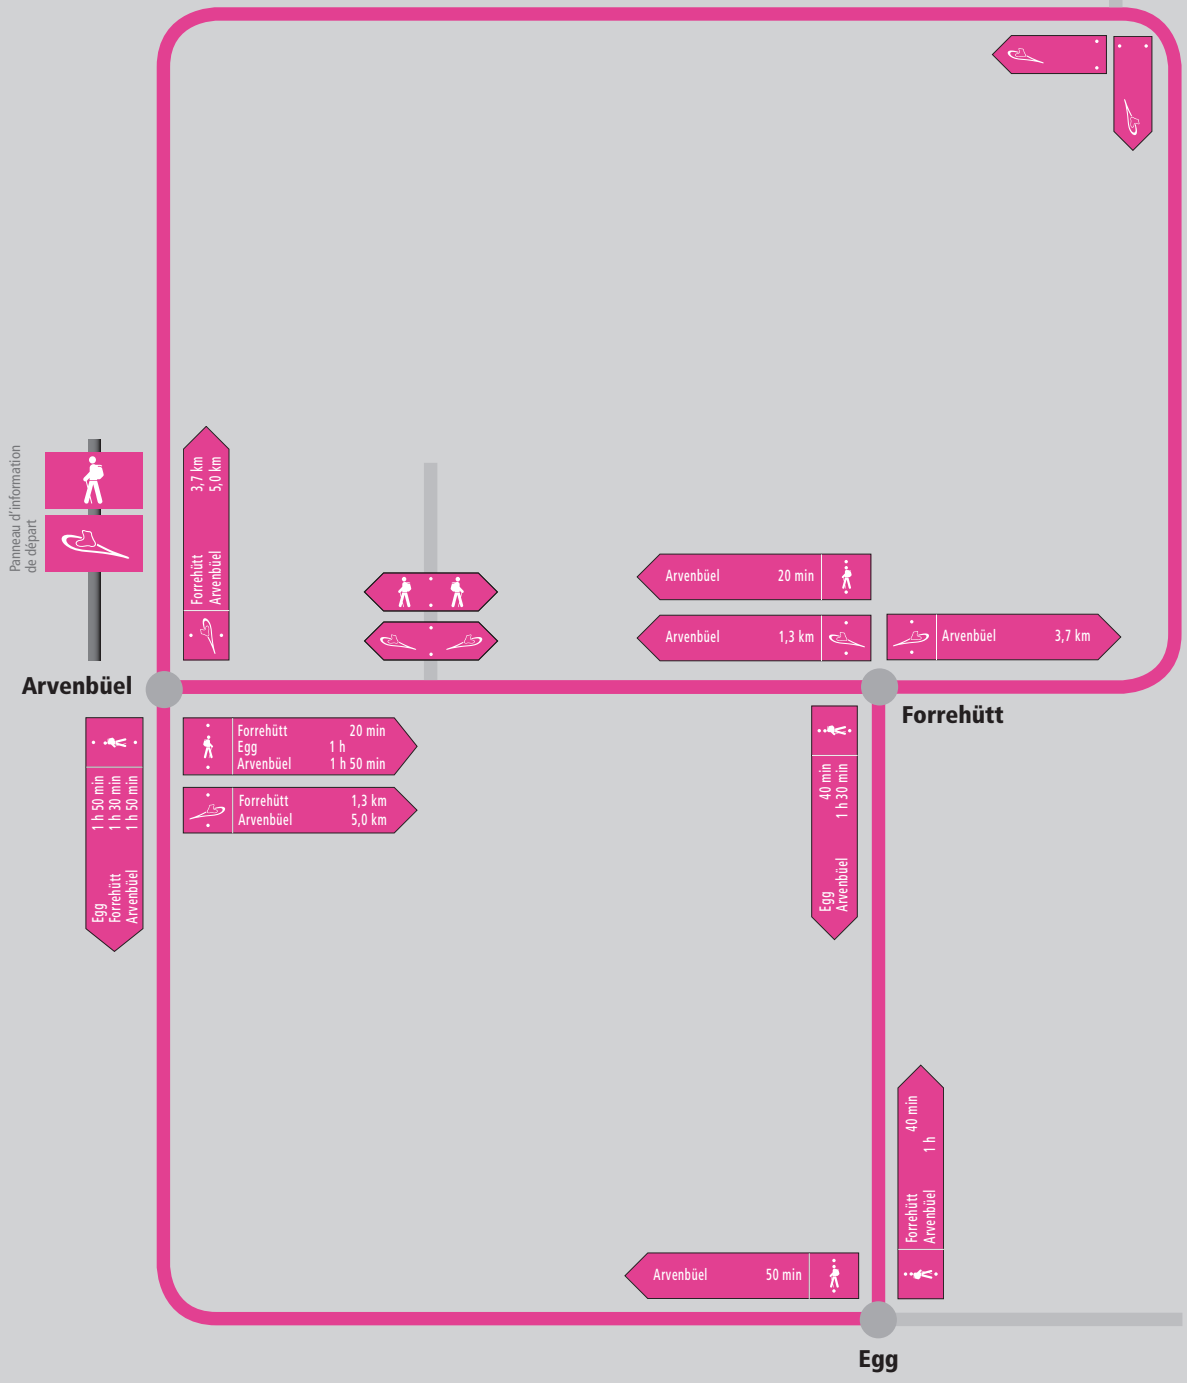 Panneau d'information
de départ
Forrehütt 3,7 km
Arvenbüel 5,0 km
Arvenbüel 20 min
Arvenbüel 1,3 km
Arvenbüel 3,7 km
Arvenbüel
Forrehütt
Forrehütt 20 min
Egg 1 h
Arvenbüel 1 h 50 min
Forrehütt 1,3 km
Arvenbüel 5,0 km
Egg 1 h 50 min
Forrehütt 1 h 30 min
Arvenbüel 1 h 50 min
Egg 40 min
Arvenbüel 1 h 30 min
Forrehütt 40 min
Arvenbüel 1 h
Arvenbüel 50 min
Egg